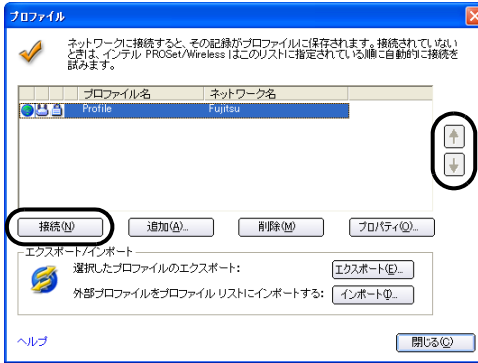 プロファイル
ネットワークに接続すると、その記録がプロファイルに保存されます。接続されていない
ときは、インテル PROSet/Wireless はこのリストに指定されている順に自動的に接続を
試みます。
プロファイル名 ネットワーク名
Profile Fujitsu
接続(N) 追加(A)... 削除(M) プロパティ(O)...
エクスポート/インポート
選択したプロファイルのエクスポート: エクスポート(E)...
外部プロファイルをプロファイル リストにインポートする: インポート(I)...
ヘルプ 閉じる(C)